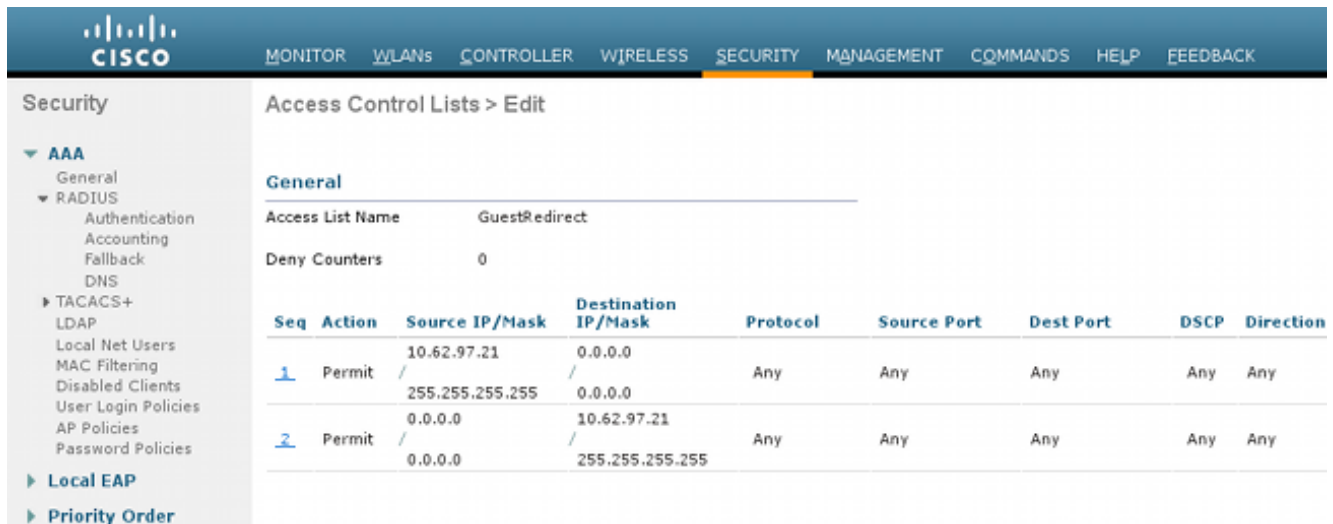 CISCO
MONITOR WLANs CONTROLLER WIRELESS SECURITY MANAGEMENT COMMANDS HELP FEEDBACK
Security
AAA
General
RADIUS
Authentication
Accounting
Fallback
DNS
TACACS+
LDAP
Local Net Users
MAC Filtering
Disabled Clients
User Login Policies
AP Policies
Password Policies
Local EAP
Priority Order
Access Control Lists > Edit
General
Access List Name GuestRedirect
Deny Counters 0
Seq Action Source IP/Mask Destination IP/Mask Protocol Source Port Dest Port DSCP Direction
1 Permit 10.62.97.21 / 255.255.255.255 0.0.0.0 / 0.0.0.0 Any Any Any Any Any
2 Permit 0.0.0.0 / 0.0.0.0 10.62.97.21 / 255.255.255.255 Any Any Any Any Any